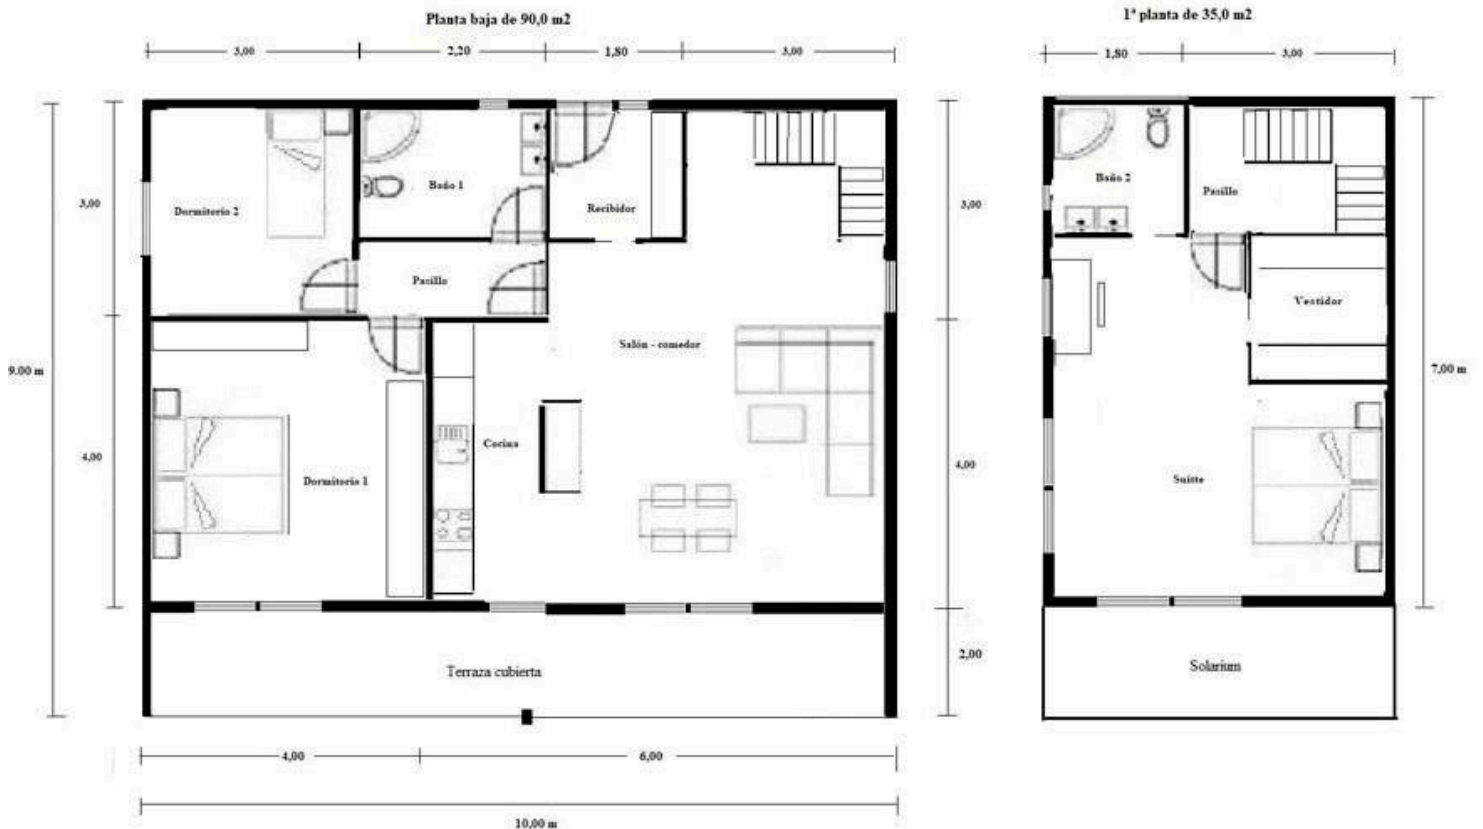 Planta baja de 90,0 m2
1ª planta de 35,0 m2
3,00
2,20
1,80
3,00
1,80
3,00
3,00
Dormitorio 2
Baño 1
Recibidor
3,00
Baño 2
Pasillo
Pasillo
Vestidor
9.00 m
Salón - comedor
7,00 m
4,00
Cocina
4,00
Dormitorio 1
Suitte
Terraza cubierta
2,00
Solarium
4,00
6,00
10,00 m